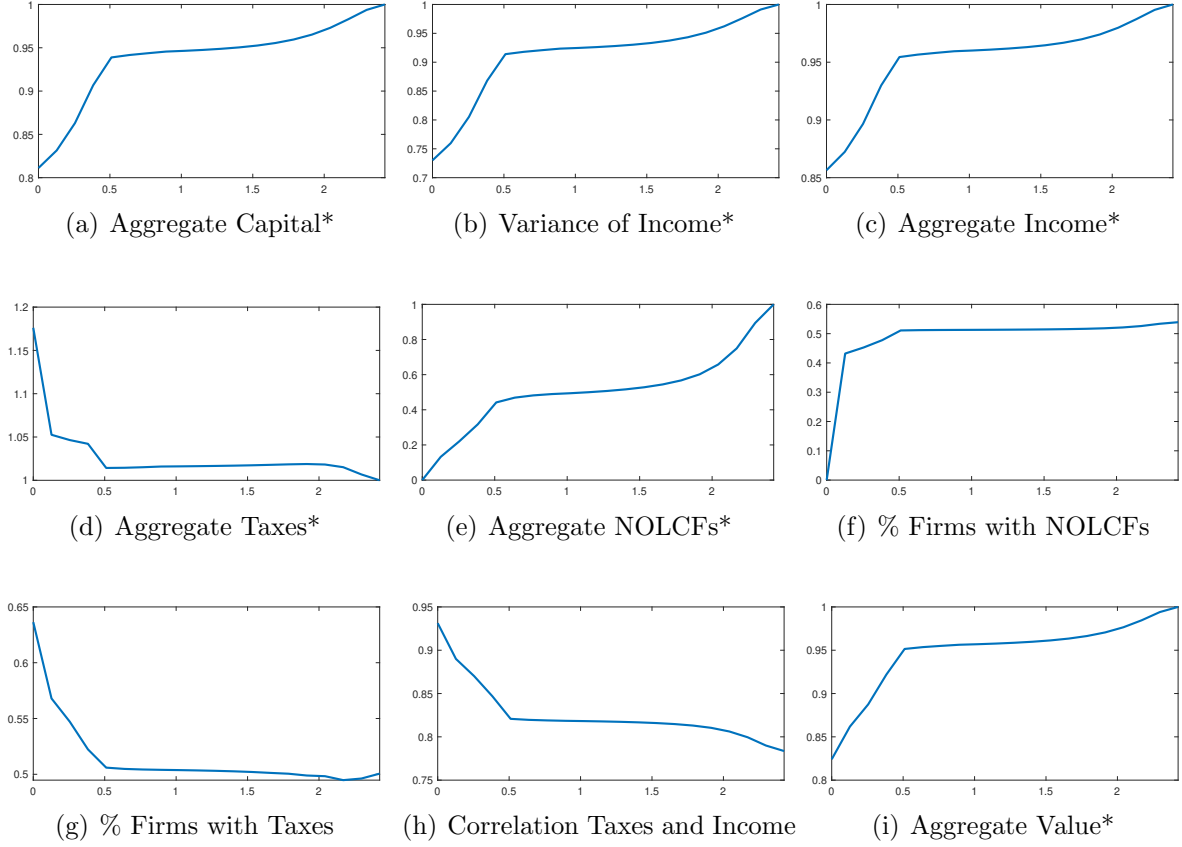 1
0.95
0.9
0.85
0.8
0 0.5 1 1.5 2
(a) Aggregate Capital*
1
0.95
0.9
0.85
0.8
0.75
0.7
0 0.5 1 1.5 2
(b) Variance of Income*
1
0.95
0.9
0.85
0 0.5 1 1.5 2
(c) Aggregate Income*
1.2
1.15
1.1
1.05
1
0 0.5 1 1.5 2
(d) Aggregate Taxes*
1
0.8
0.6
0.4
0.2
0
0 0.5 1 1.5 2
(e) Aggregate NOLCFs*
0.6
0.5
0.4
0.3
0.2
0.1
0
0 0.5 1 1.5 2
(f) % Firms with NOLCFs
0.65
0.6
0.55
0.5
0 0.5 1 1.5 2
(g) % Firms with Taxes
0.95
0.9
0.85
0.8
0.75
0 0.5 1 1.5 2
(h) Correlation Taxes and Income
1
0.95
0.9
0.85
0.8
0 0.5 1 1.5 2
(i) Aggregate Value*